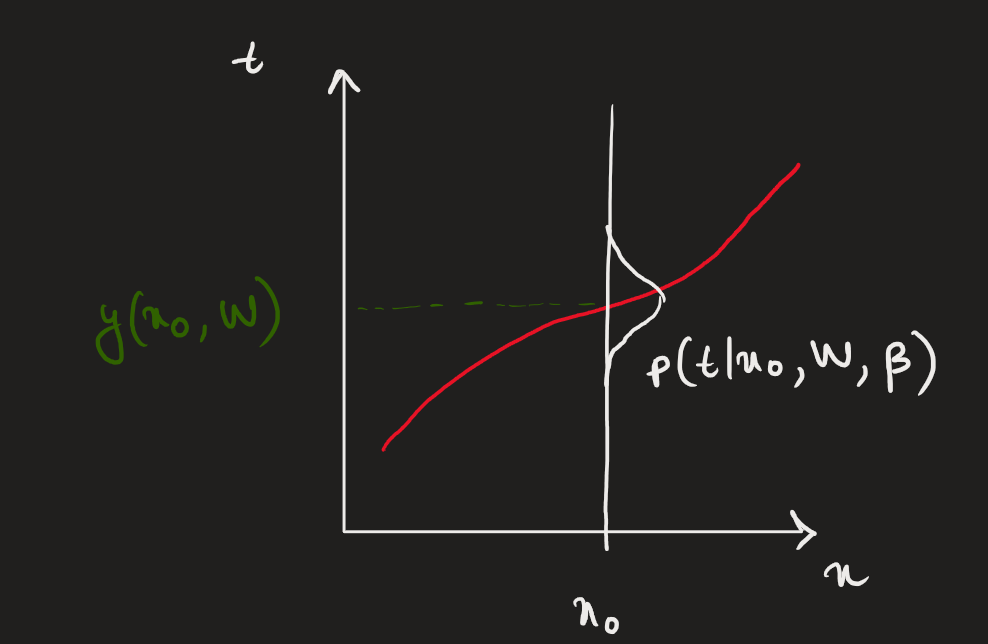 t
y(x₀, W)
p(t|x₀, W, β)
x
x₀